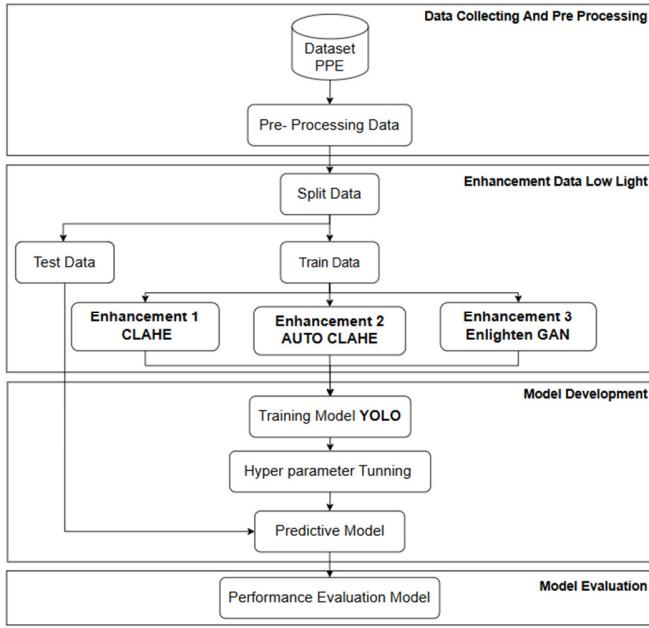 Data Collecting And Pre Processing
Dataset
PPE
Pre- Processing Data
Enhancement Data Low Light
Split Data
Test Data
Train Data
Enhancement 1
CLAHE
Enhancement 2
AUTO CLAHE
Enhancement 3
Enlighten GAN
Model Development
Training Model YOLO
Hyper parameter Tunning
Predictive Model
Model Evaluation
Performance Evaluation Model